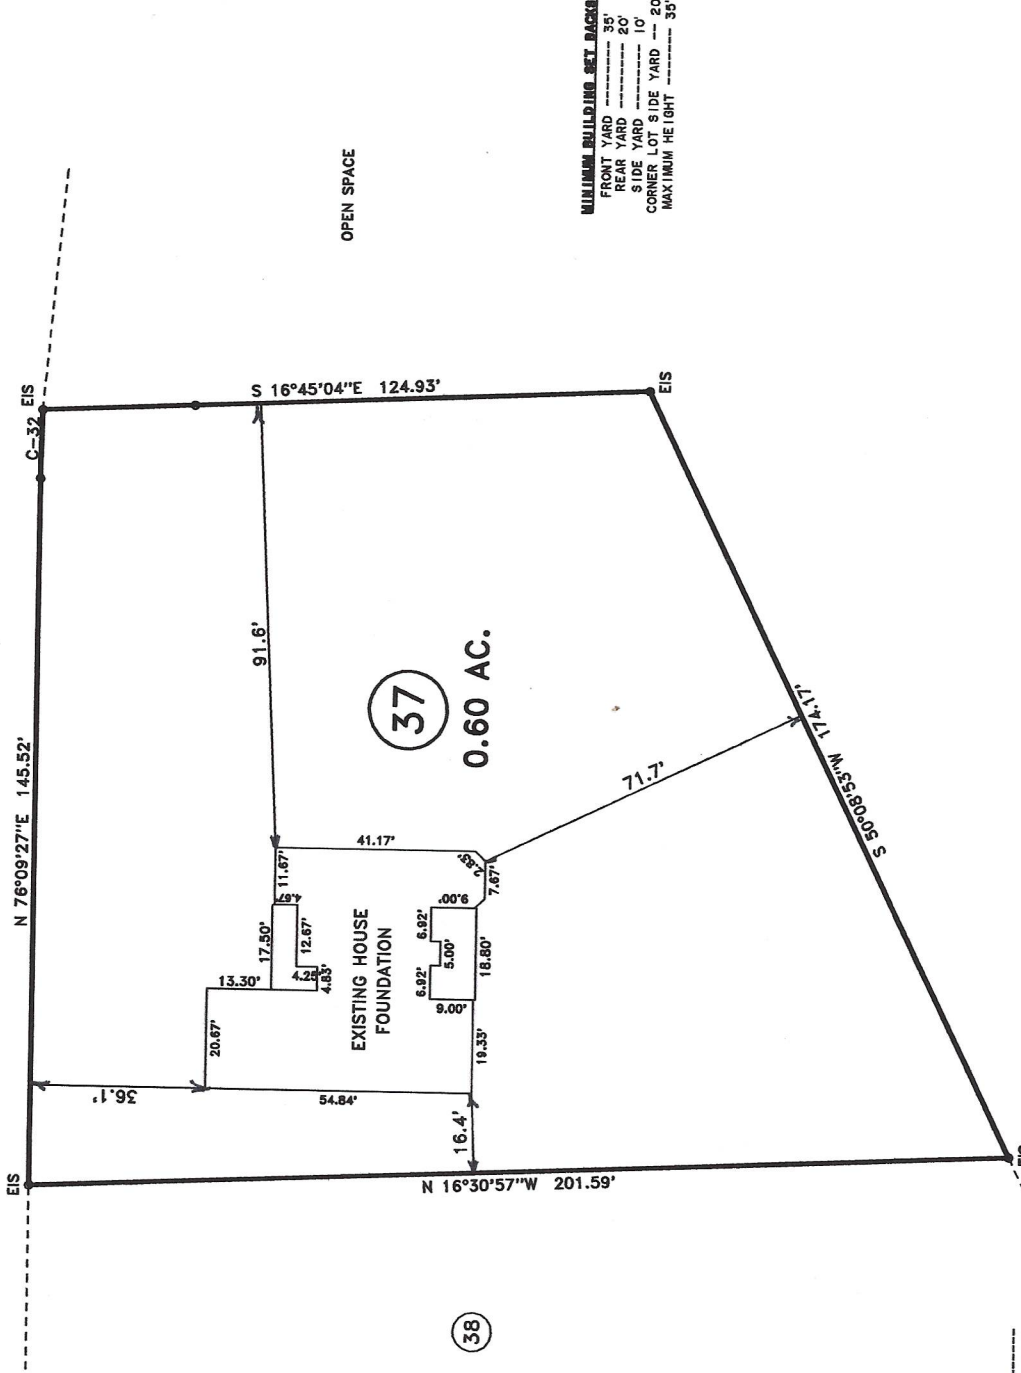 MINIMUM BUILDING SET BACKS
FRONT YARD --------- 35'
REAR YARD --------- 20'
SIDE YARD --------- 10'
CORNER LOT SIDE YARD -- 20
MAXIMUM HEIGHT ------- 35'
OPEN SPACE
EIS
C-32
N 76°09'27"E 145.52'
EIS
S 16°45'04"E 124.93'
EIS
91.6'
37
0.60 AC.
71.7'
S 50°08'53"W 174.17'
41.17'
11.67'
4.67
17.50'
12.67'
4.25'
4.83'
13.30'
20.67'
36.1'
54.84'
EXISTING HOUSE
FOUNDATION
2.83'
7.67'
9.00'
6.92'
5.00'
6.92'
18.80'
9.00'
19.33'
16.4'
N 16°30'57"W 201.59'
EIS
38